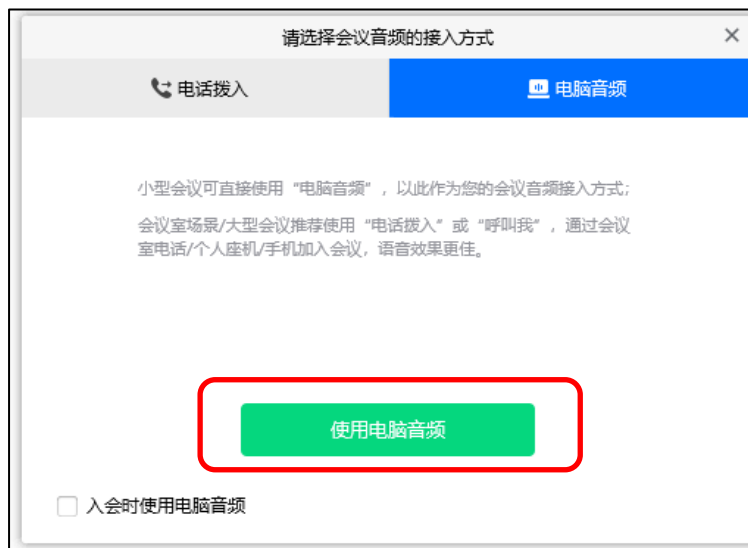 请选择会议音频的接入方式
电话拨入
电脑音频
小型会议可直接使用“电脑音频”，以此作为您的会议音频接入方式;
会议室场景/大型会议推荐使用“电话拨入”或“呼叫我”，通过会议
室电话/个人座机/手机加入会议，语音效果更佳。
使用电脑音频
入会时使用电脑音频